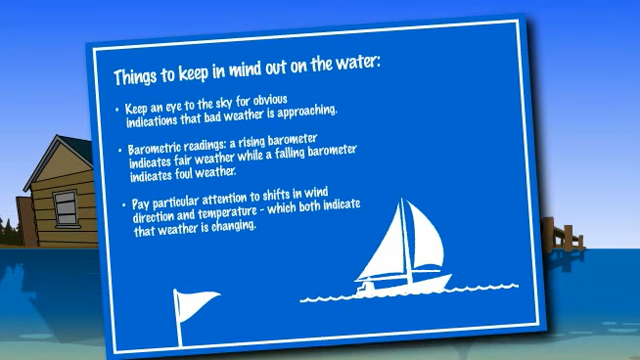 Things to keep in mind out on the water:
• Keep an eye to the sky for obvious
indications that bad weather is approaching.
• Barometric readings: a rising barometer
indicates fair weather while a falling barometer
indicates foul weather.
• Pay particular attention to shifts in wind
direction and temperature - which both indicate
that weather is changing.